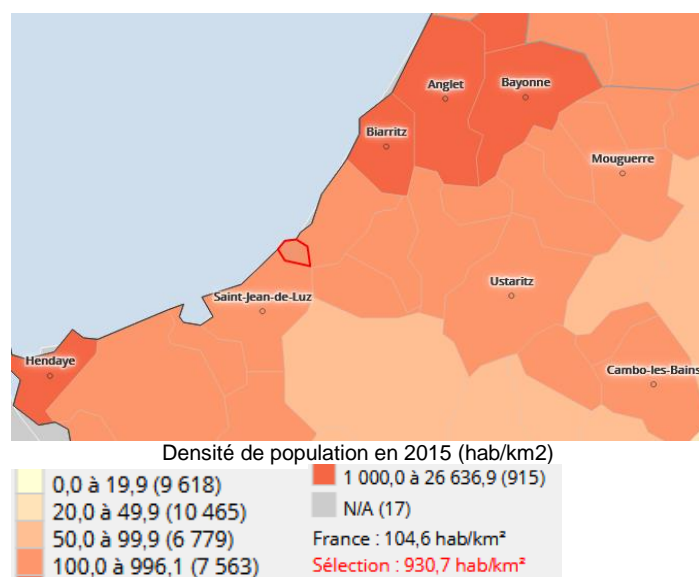 Anglet
Bayonne
Biarritz
Mouguerre
Ustaritz
Saint-Jean-de-Luz
Hendaye
Cambo-les-Bains
Densité de population en 2015 (hab/km2)
0,0 à 19,9 (9 618)
20,0 à 49,9 (10 465)
50,0 à 99,9 (6 779)
100,0 à 996,1 (7 563)
1 000,0 à 26 636,9 (915)
N/A (17)
France : 104,6 hab/km²
Sélection : 930,7 hab/km²